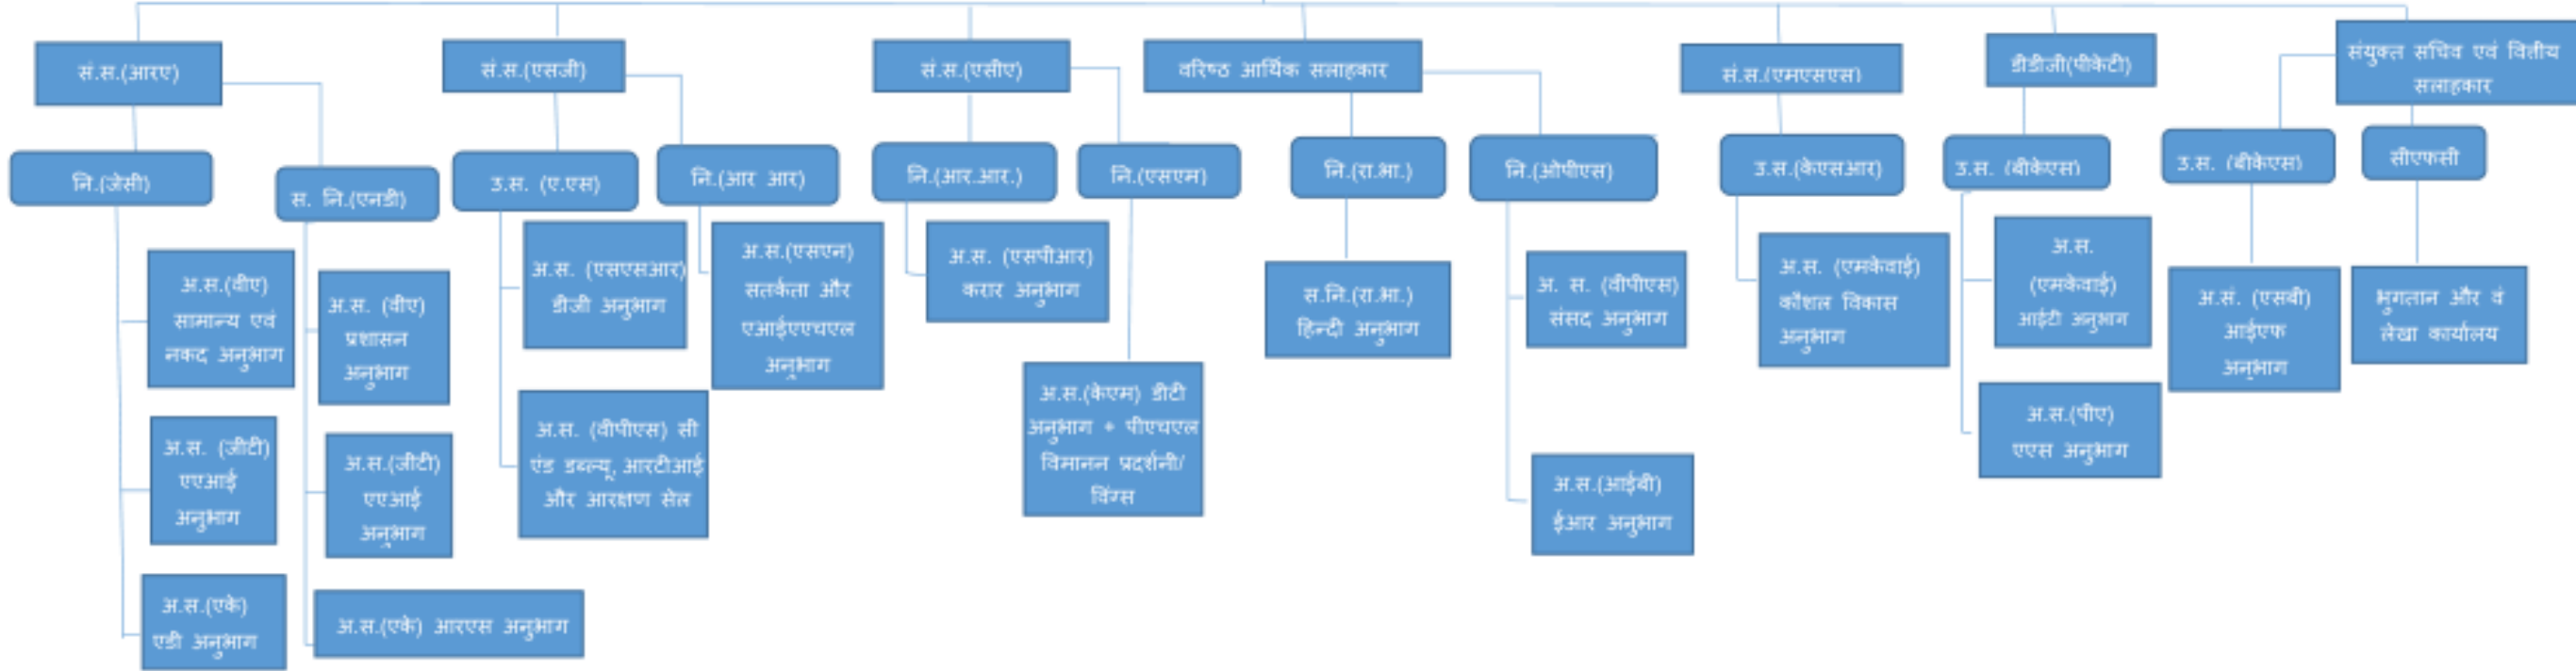 सं.स.(आरए)
सं.स.(एसजी)
सं.स.(एसीए)
वरिष्ठ आर्थिक सलाहकार
सं.स.(एमएसएस)
डीडीजी(पीकेटी)
संयुक्त सचिव एवं वित्तीय
सलाहकार
नि.(जेसी)
स. नि.(एनडी)
उ.स. (ए.एस)
नि.(आर आर)
नि.(आर.आर.)
नि.(एसएम)
नि.(रा.भा.)
नि.(ओपीएस)
उ.स.(केएसआर)
उ.स. (बीकेएस)
उ.स. (बीकेएस)
सीएफसी
अ.स.(वीए)
सामान्य एवं
नकद अनुभाग
अ.स. (जीटी)
एएआई
अनुभाग
अ.स.(एके)
एडी अनुभाग
अ.स. (वीए)
प्रशासन
अनुभाग
अ.स.(जीटी)
एएआई
अनुभाग
अ.स.(एके) आरएस अनुभाग
अ.स. (एसएसआर)
डीजी अनुभाग
अ.स. (वीपीएस) सी
एंड डब्ल्यू, आरटीआई
और आरक्षण सेल
अ.स.(एसएन)
सतर्कता और
एआईएएचएल
अनुभाग
अ.स. (एसपीआर)
करार अनुभाग
अ.स.(केएम) डीटी
अनुभाग + पीएचएल
विमानन प्रदर्शनी/
विंग्स
स.नि.(रा.भा.)
हिन्दी अनुभाग
अ. स. (वीपीएस)
संसद अनुभाग
अ.स.(आईबी)
ईआर अनुभाग
अ.स. (एमकेवाई)
कौशल विकास
अनुभाग
अ.स.
(एमकेवाई)
आईटी अनुभाग
अ.स.(पीए)
एएस अनुभाग
अ.सं. (एसबी)
आईएफ
अनुभाग
भुगतान और वं
लेखा कार्यालय